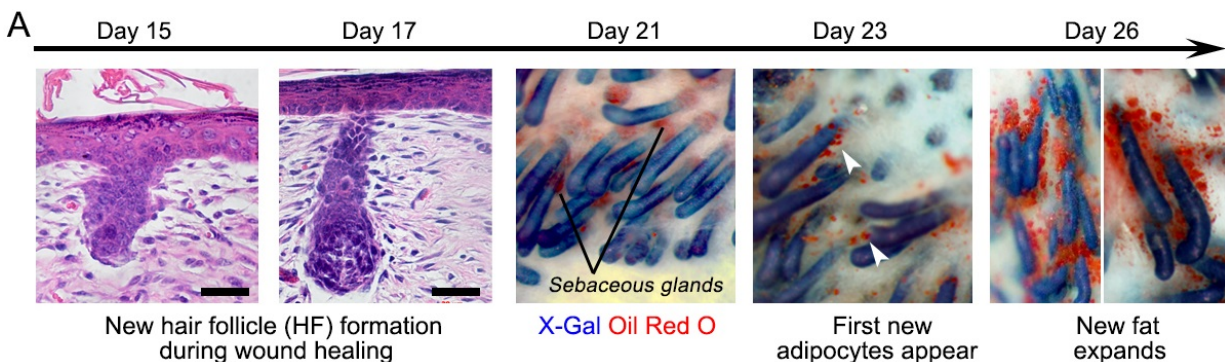 A
Day 15 Day 17 Day 21 Day 23 Day 26
Sebaceous glands
New hair follicle (HF) formation
during wound healing
X-Gal Oil Red O
First new
adipocytes appear
New fat
expands